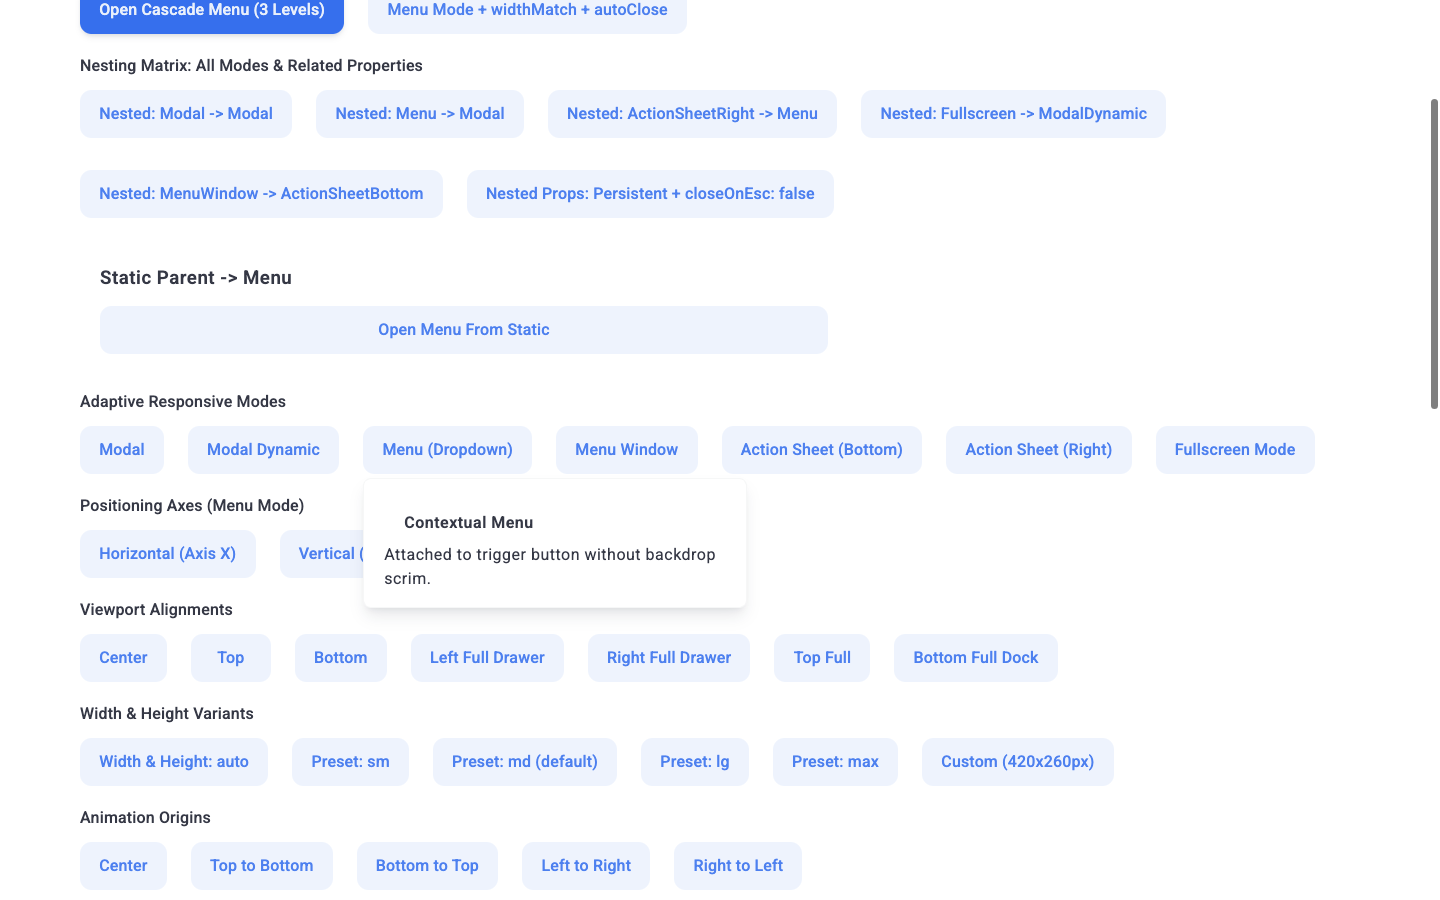 Open Cascade Menu (3 Levels) Menu Mode + widthMatch + autoClose
Nesting Matrix: All Modes & Related Properties
Nested: Modal -> Modal Nested: Menu -> Modal Nested: ActionSheetRight -> Menu Nested: Fullscreen -> ModalDynamic
Nested: MenuWindow -> ActionSheetBottom Nested Props: Persistent + closeOnEsc: false
Static Parent -> Menu
Open Menu From Static
Adaptive Responsive Modes
Modal Modal Dynamic Menu (Dropdown) Menu Window Action Sheet (Bottom) Action Sheet (Right) Fullscreen Mode
Positioning Axes (Menu Mode)
Horizontal (Axis X) Vertical (
Contextual Menu
Attached to trigger button without backdrop
scrim.
Viewport Alignments
Center Top Bottom Left Full Drawer Right Full Drawer Top Full Bottom Full Dock
Width & Height Variants
Width & Height: auto Preset: sm Preset: md (default) Preset: lg Preset: max Custom (420x260px)
Animation Origins
Center Top to Bottom Bottom to Top Left to Right Right to Left